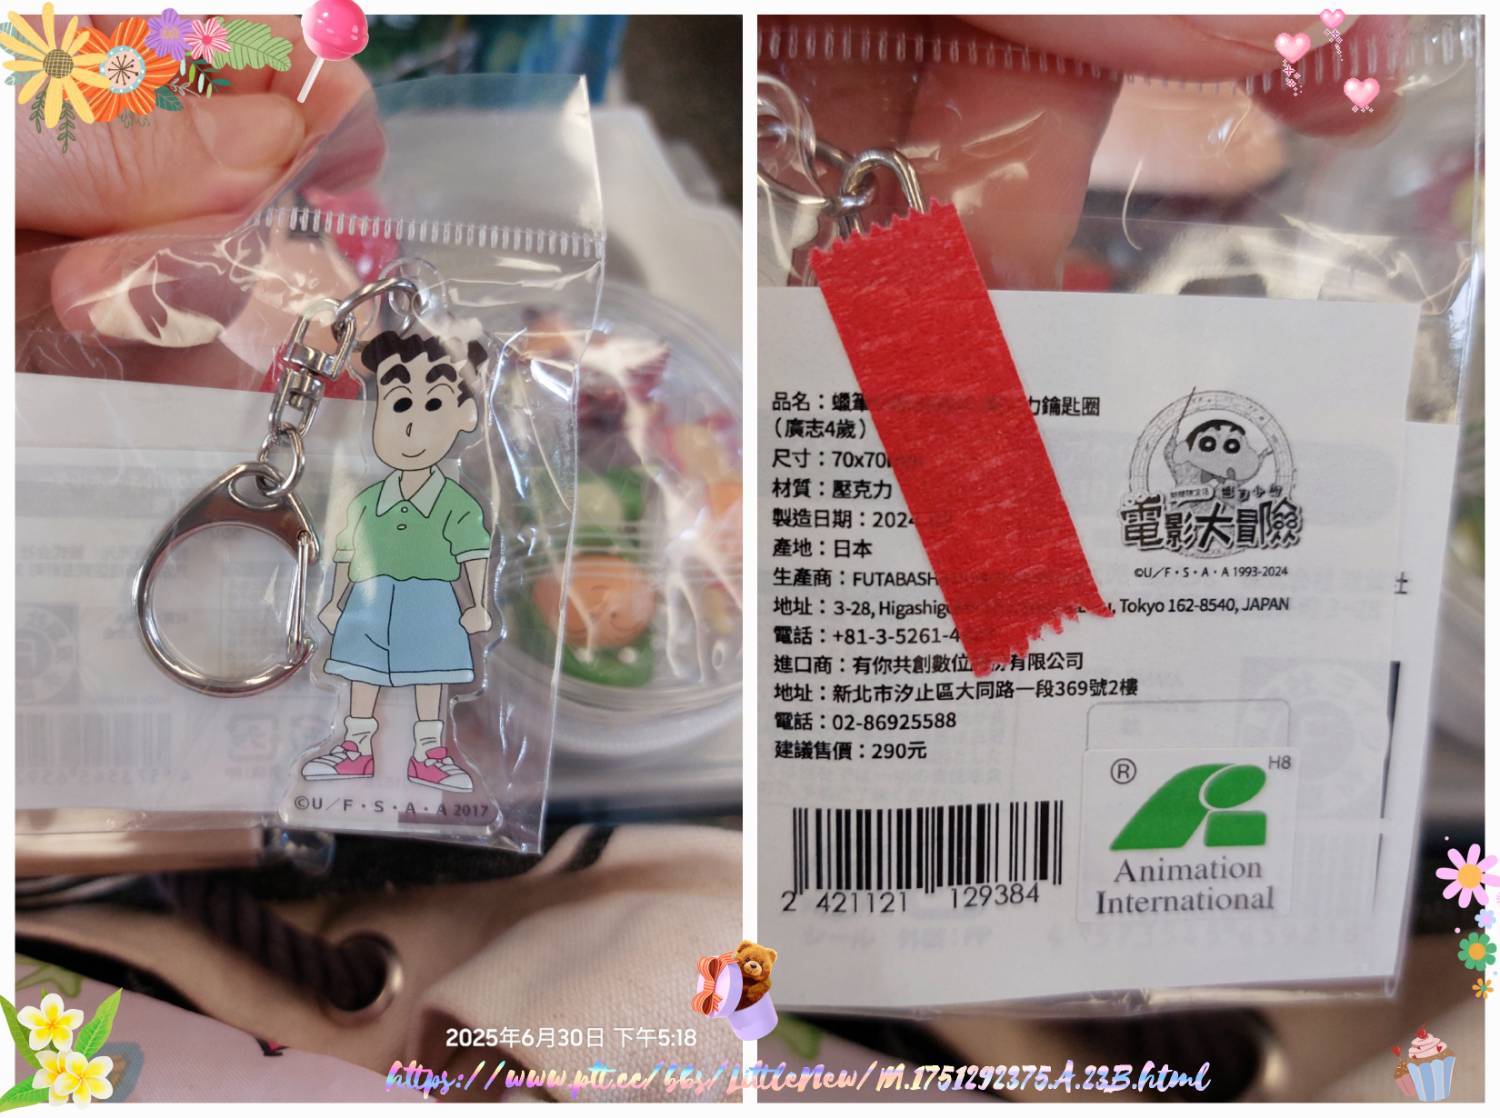 ©U／F・S・A・A 2017
品名：蠟筆 力鑰匙圈
（廣志4歲）
尺寸：70x70
材質：壓克力
製造日期：2024
產地：日本
生產商：FUTABASH
地址：3-28, Higashig , Tokyo 162-8540, JAPAN
電話：+81-3-5261-4
進口商：有你共創數位 有限公司
地址：新北市汐止區大同路一段369號2樓
電話：02-86925588
建議售價：290元
電影大冒險
©U／F・S・A・A 1993-2024
社
2 421121 129384
® H8
Animation
International
2025年6月30日 下午5:18
https://www.ptt.cc/bbs/LittleNew/M.1751292375.A.23B.html